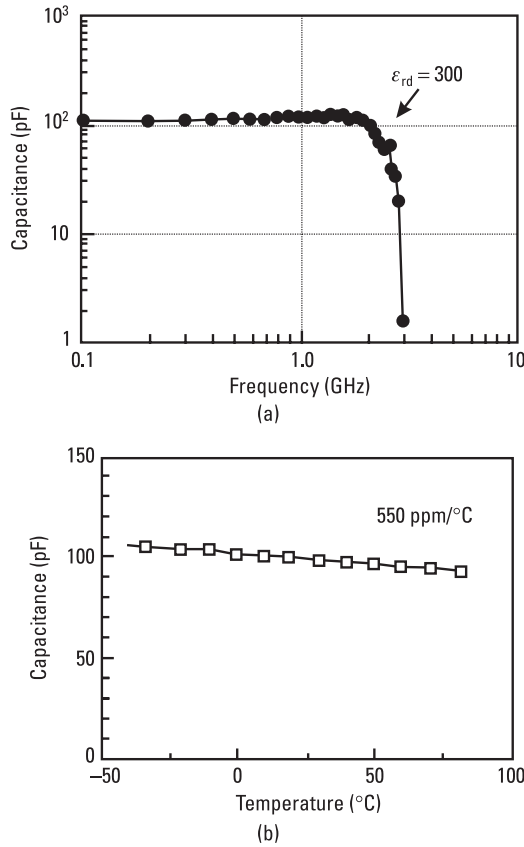 10³
ε_rd = 300
10²
Capacitance (pF)
10
1
0.1
1.0
10
Frequency (GHz)
(a)
150
550 ppm/°C
100
Capacitance (pF)
50
0
–50
0
50
100
Temperature (°C)
(b)